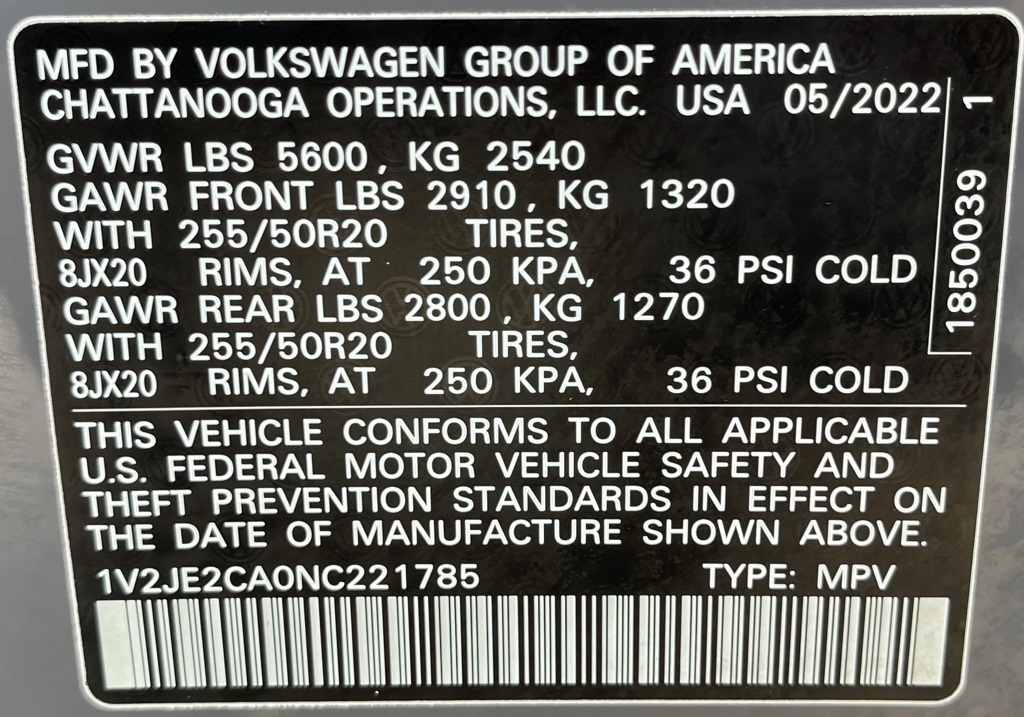 MFD BY VOLKSWAGEN GROUP OF AMERICA
CHATTANOOGA OPERATIONS, LLC. USA 05/2022
GVWR LBS 5600, KG 2540
GAWR FRONT LBS 2910, KG 1320
WITH 255/50R20 TIRES,
8JX20 RIMS, AT 250 KPA, 36 PSI COLD
GAWR REAR LBS 2800, KG 1270
WITH 255/50R20 TIRES,
8JX20 RIMS, AT 250 KPA, 36 PSI COLD
1850039 1
THIS VEHICLE CONFORMS TO ALL APPLICABLE
U.S. FEDERAL MOTOR VEHICLE SAFETY AND
THEFT PREVENTION STANDARDS IN EFFECT ON
THE DATE OF MANUFACTURE SHOWN ABOVE.
1V2JE2CA0NC221785 TYPE: MPV